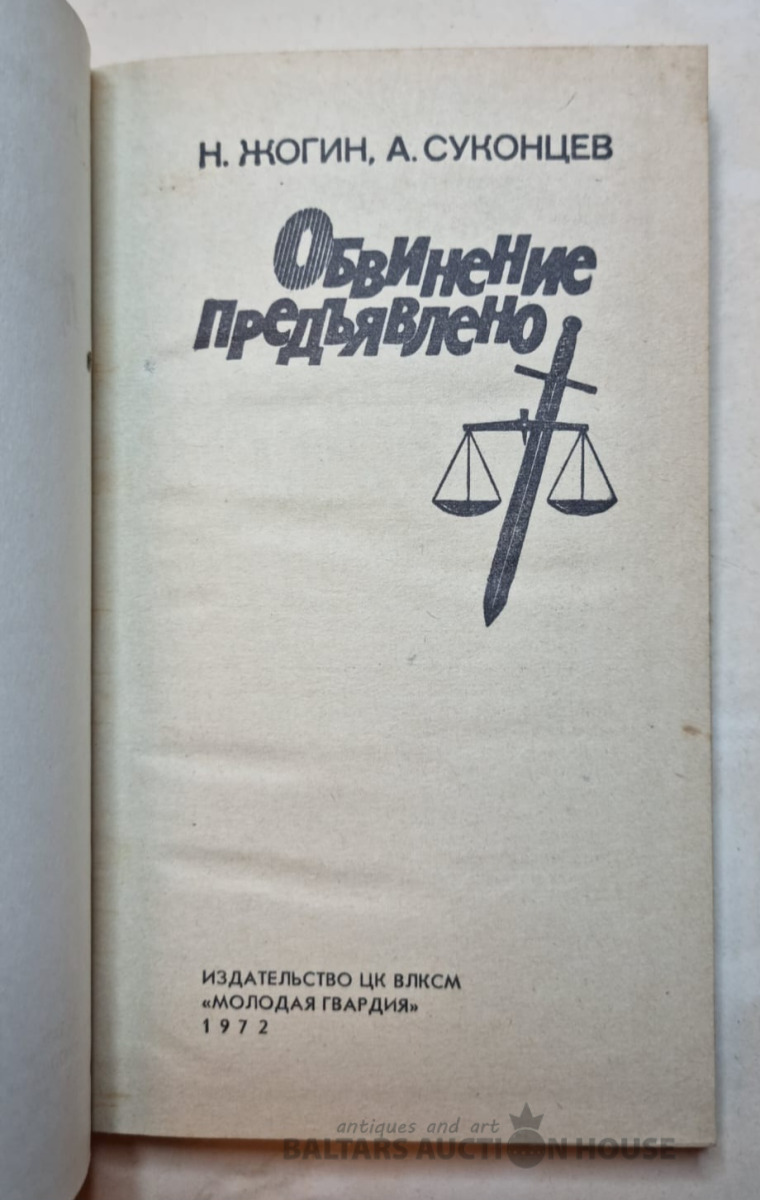 Н. ЖОГИН, А. СУКОНЦЕВ
Обвинение
предъявлено
ИЗДАТЕЛЬСТВО ЦК ВЛКСМ
«МОЛОДАЯ ГВАРДИЯ»
1972
antiques and art
BALTARS AUCTION HOUSE